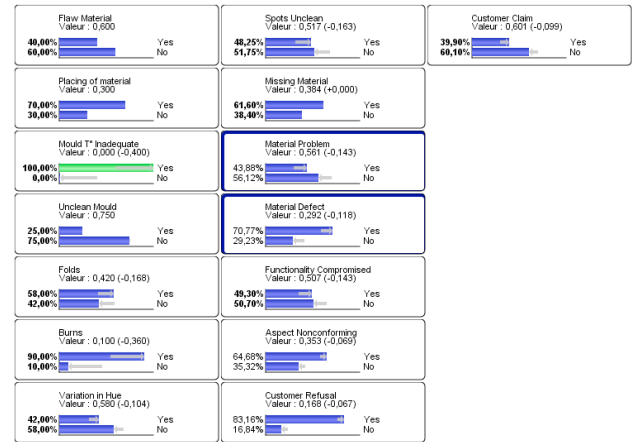 Flaw Material
Valeur : 0,600
40,00% Yes
60,00% No
Placing of material
Valeur : 0,300
70,00% Yes
30,00% No
Mould T° Inadequate
Valeur : 0,000 (-0,400)
100,00% Yes
0,00% No
Unclean Mould
Valeur : 0,750
25,00% Yes
75,00% No
Folds
Valeur : 0,420 (-0,168)
58,00% Yes
42,00% No
Burns
Valeur : 0,100 (-0,360)
90,00% Yes
10,00% No
Variation in Hue
Valeur : 0,580 (-0,104)
42,00% Yes
58,00% No
Spots Unclean
Valeur : 0,517 (-0,163)
48,25% Yes
51,75% No
Missing Material
Valeur : 0,384 (+0,000)
61,60% Yes
38,40% No
Material Problem
Valeur : 0,561 (-0,143)
43,88% Yes
56,12% No
Material Defect
Valeur : 0,292 (-0,118)
70,77% Yes
29,23% No
Functionality Compromised
Valeur : 0,507 (-0,143)
49,30% Yes
50,70% No
Aspect Nonconforming
Valeur : 0,353 (-0,069)
64,68% Yes
35,32% No
Customer Refusal
Valeur : 0,168 (-0,067)
83,16% Yes
16,84% No
Customer Claim
Valeur : 0,601 (-0,099)
39,90% Yes
60,10% No